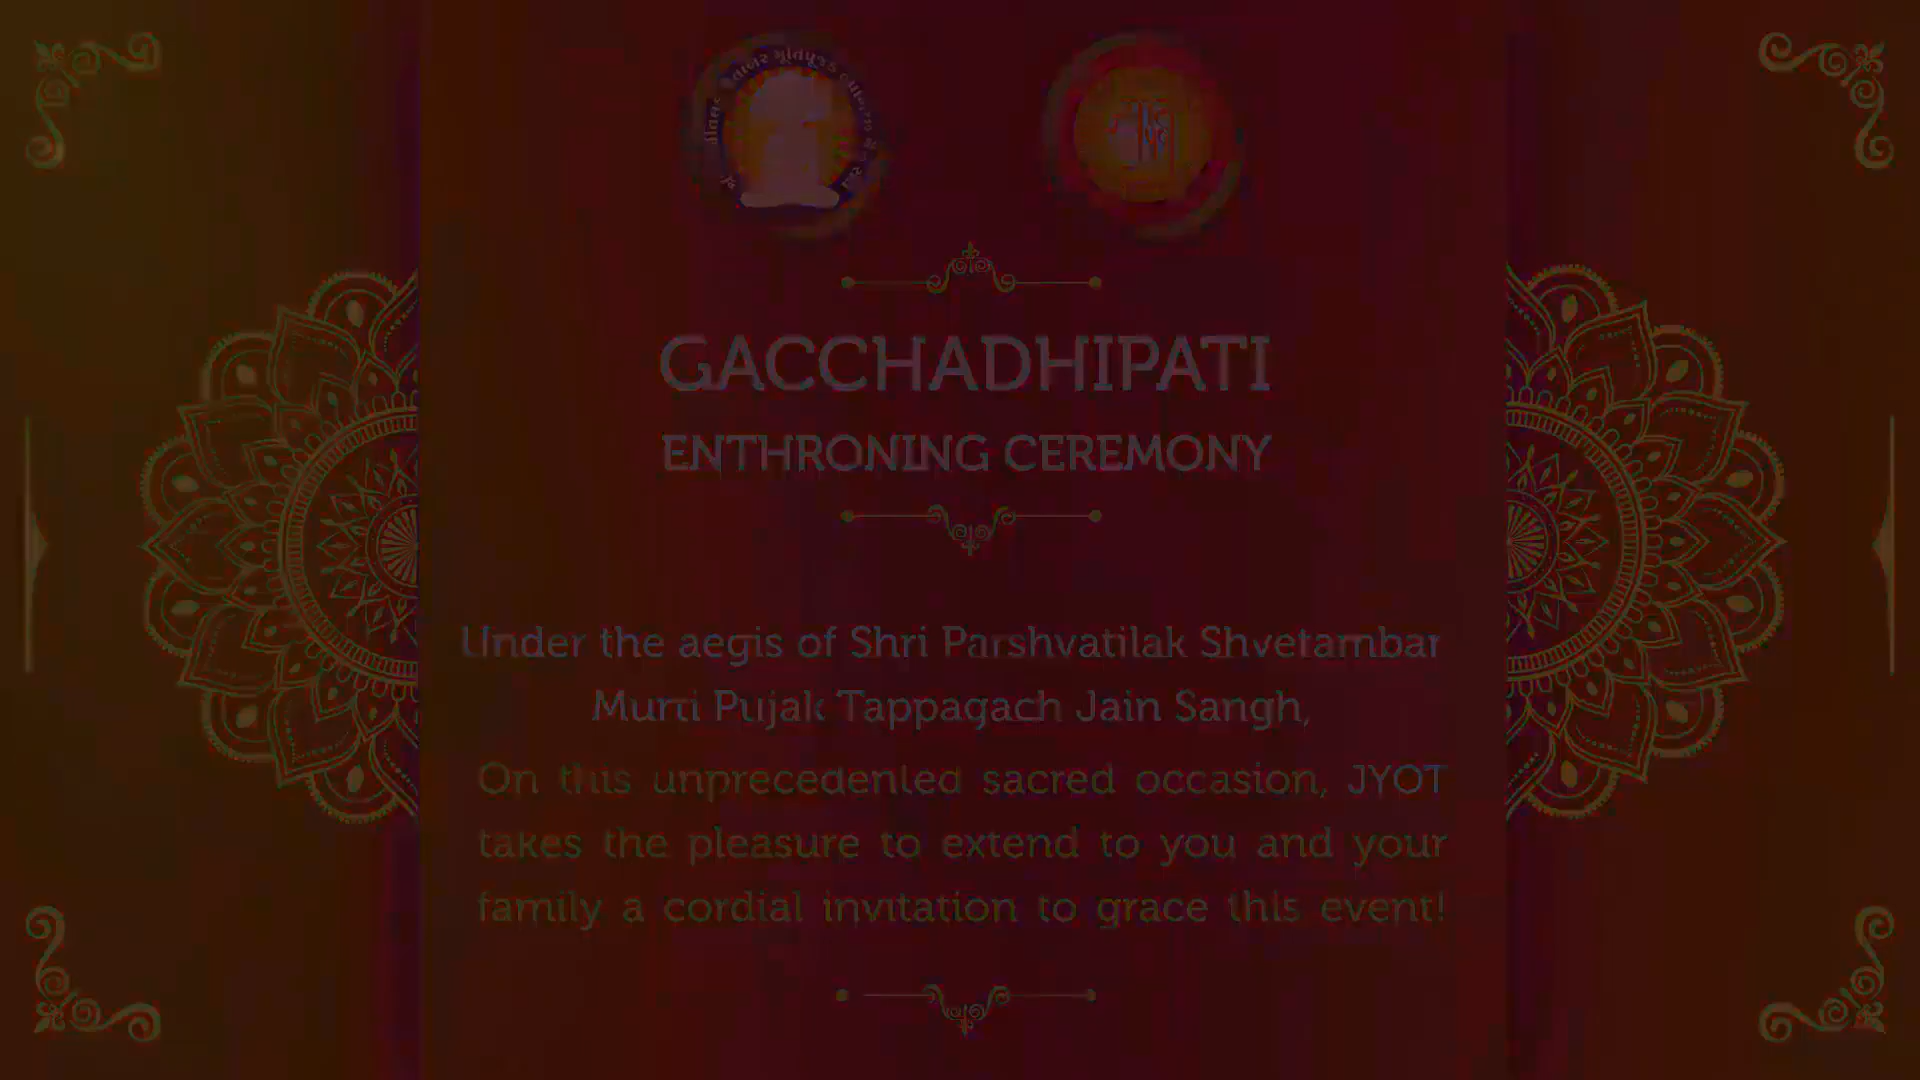 GACCHADHIPATI
ENTHRONING CEREMONY
Under the aegis of Shri Parshvatilak Shvetambar
Murti Pujak Tappagach Jain Sangh,
On this unprecedented sacred occasion, JYOT
takes the pleasure to extend to you and your
family a cordial invitation to grace this event!